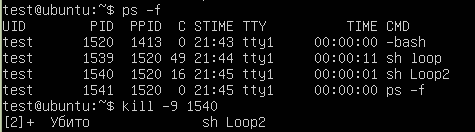 test@ubuntu:~$ ps -f
UID        PID  PPID  C STIME TTY          TIME CMD
test      1520  1413  0 21:43 tty1     00:00:00 -bash
test      1539  1520 49 21:44 tty1     00:00:11 sh loop
test      1540  1520 16 21:45 tty1     00:00:01 sh Loop2
test      1541  1520  0 21:45 tty1     00:00:00 ps -f
test@ubuntu:~$ kill -9 1540
[2]+  Убито              sh Loop2